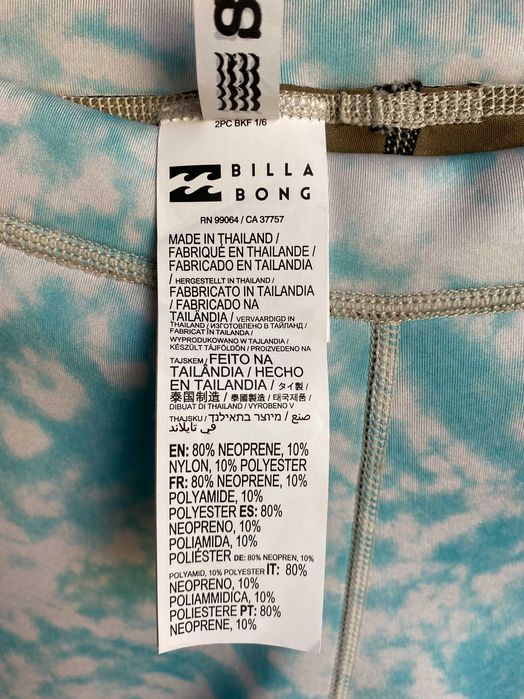 8
2PC BKF 1/6
BILLA
BONG
RN 99064 / CA 37757
MADE IN THAILAND /
FABRIQUÉ EN THAILANDE /
FABRICADO EN TAILANDIA
/ HERGESTELLT IN THAILAND /
FABBRICATO IN TAILANDIA
/ FABRICADO NA
TAILÂNDIA / VERVAARDIGD IN
THAILAND / ИЗГОТОВЛЕНО В ТАЙЛАНД /
FABRICAT ÎN TAILANDA /
WYPRODUKOWANO W TAJLANDIA /
KÉSZÜLT TÁJFÖLDÖN / PROIZVEDENO NA
TAJSKEM / FEITO NA
TAILÂNDIA / HECHO
EN TAILANDIA / タイ製 /
泰国制造 / 泰國製造 / 태국제품 /
DIBUAT DI THAILAND / VYROBENO V
THAJSKU / מיוצר בתאילנד / صنع
في تايلاند
EN: 80% NEOPRENE, 10%
NYLON, 10% POLYESTER
FR: 80% NEOPRENE, 10%
POLYAMIDE, 10%
POLYESTER ES: 80%
NEOPRENO, 10%
POLIAMIDA, 10%
POLIÉSTER DE: 80% NEOPREN, 10%
POLYAMID, 10% POLYESTER IT: 80%
NEOPRENO, 10%
POLIAMMIDICA, 10%
POLIESTERE PT: 80%
NEOPRENE, 10%